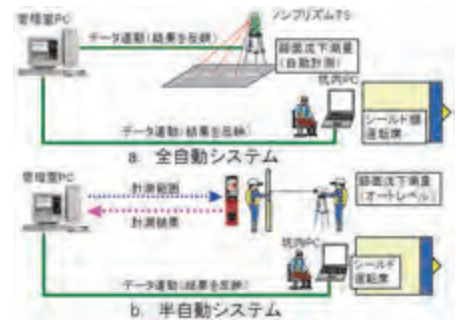 管理室PC
データ連動(結果を反映)
ノンプリズムTS
路面沈下測量
(自動計測)
坑内PC
シールド機
運転席
データ連動(結果を反映)
a. 全自動システム
管理室PC
計測範囲
計測結果
路面沈下測量
(オートレベル)
坑内PC
シールド
運転席
データ連動(結果を反映)
b. 半自動システム